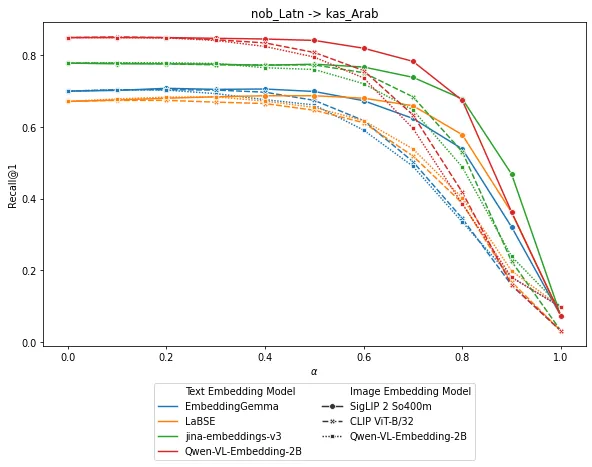 nob_Latn -> kas_Arab
Recall@1
0.8
0.6
0.4
0.2
0.0
0.0 0.2 0.4 0.6 0.8 1.0
α
Text Embedding Model Image Embedding Model
EmbeddingGemma SigLIP 2 So400m
LaBSE CLIP ViT-B/32
jina-embeddings-v3 Qwen-VL-Embedding-2B
Qwen-VL-Embedding-2B